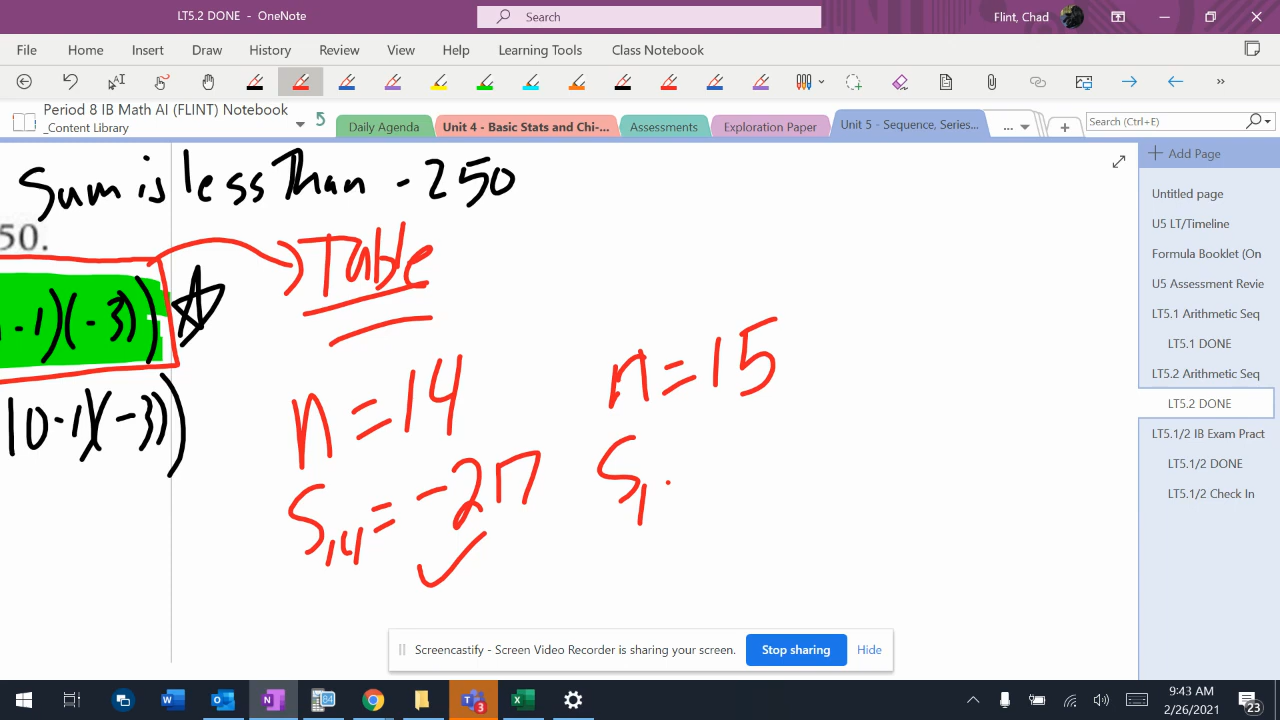 LT5.2 DONE - OneNote
Search
Flint, Chad
File Home Insert Draw History Review View Help Learning Tools Class Notebook
Period 8 IB Math AI (FLINT) Notebook
_Content Library
Daily Agenda
Unit 4 - Basic Stats and Chi-...
Assessments
Exploration Paper
Unit 5 - Sequence, Series...
...
Search (Ctrl+E)
Add Page
Untitled page
U5 LT/Timeline
Formula Booklet (On
U5 Assessment Revie
LT5.1 Arithmetic Seq
LT5.1 DONE
LT5.2 Arithmetic Seq
LT5.2 DONE
LT5.1/2 IB Exam Pract
LT5.1/2 DONE
LT5.1/2 Check In
Sum is less Than -250
50.
Table
-1)(-3))
10-1)(-3))
n=14
n=15
S14=-217
S1
Screencastify - Screen Video Recorder is sharing your screen.
Stop sharing
Hide
84
3
9:43 AM
2/26/2021
23